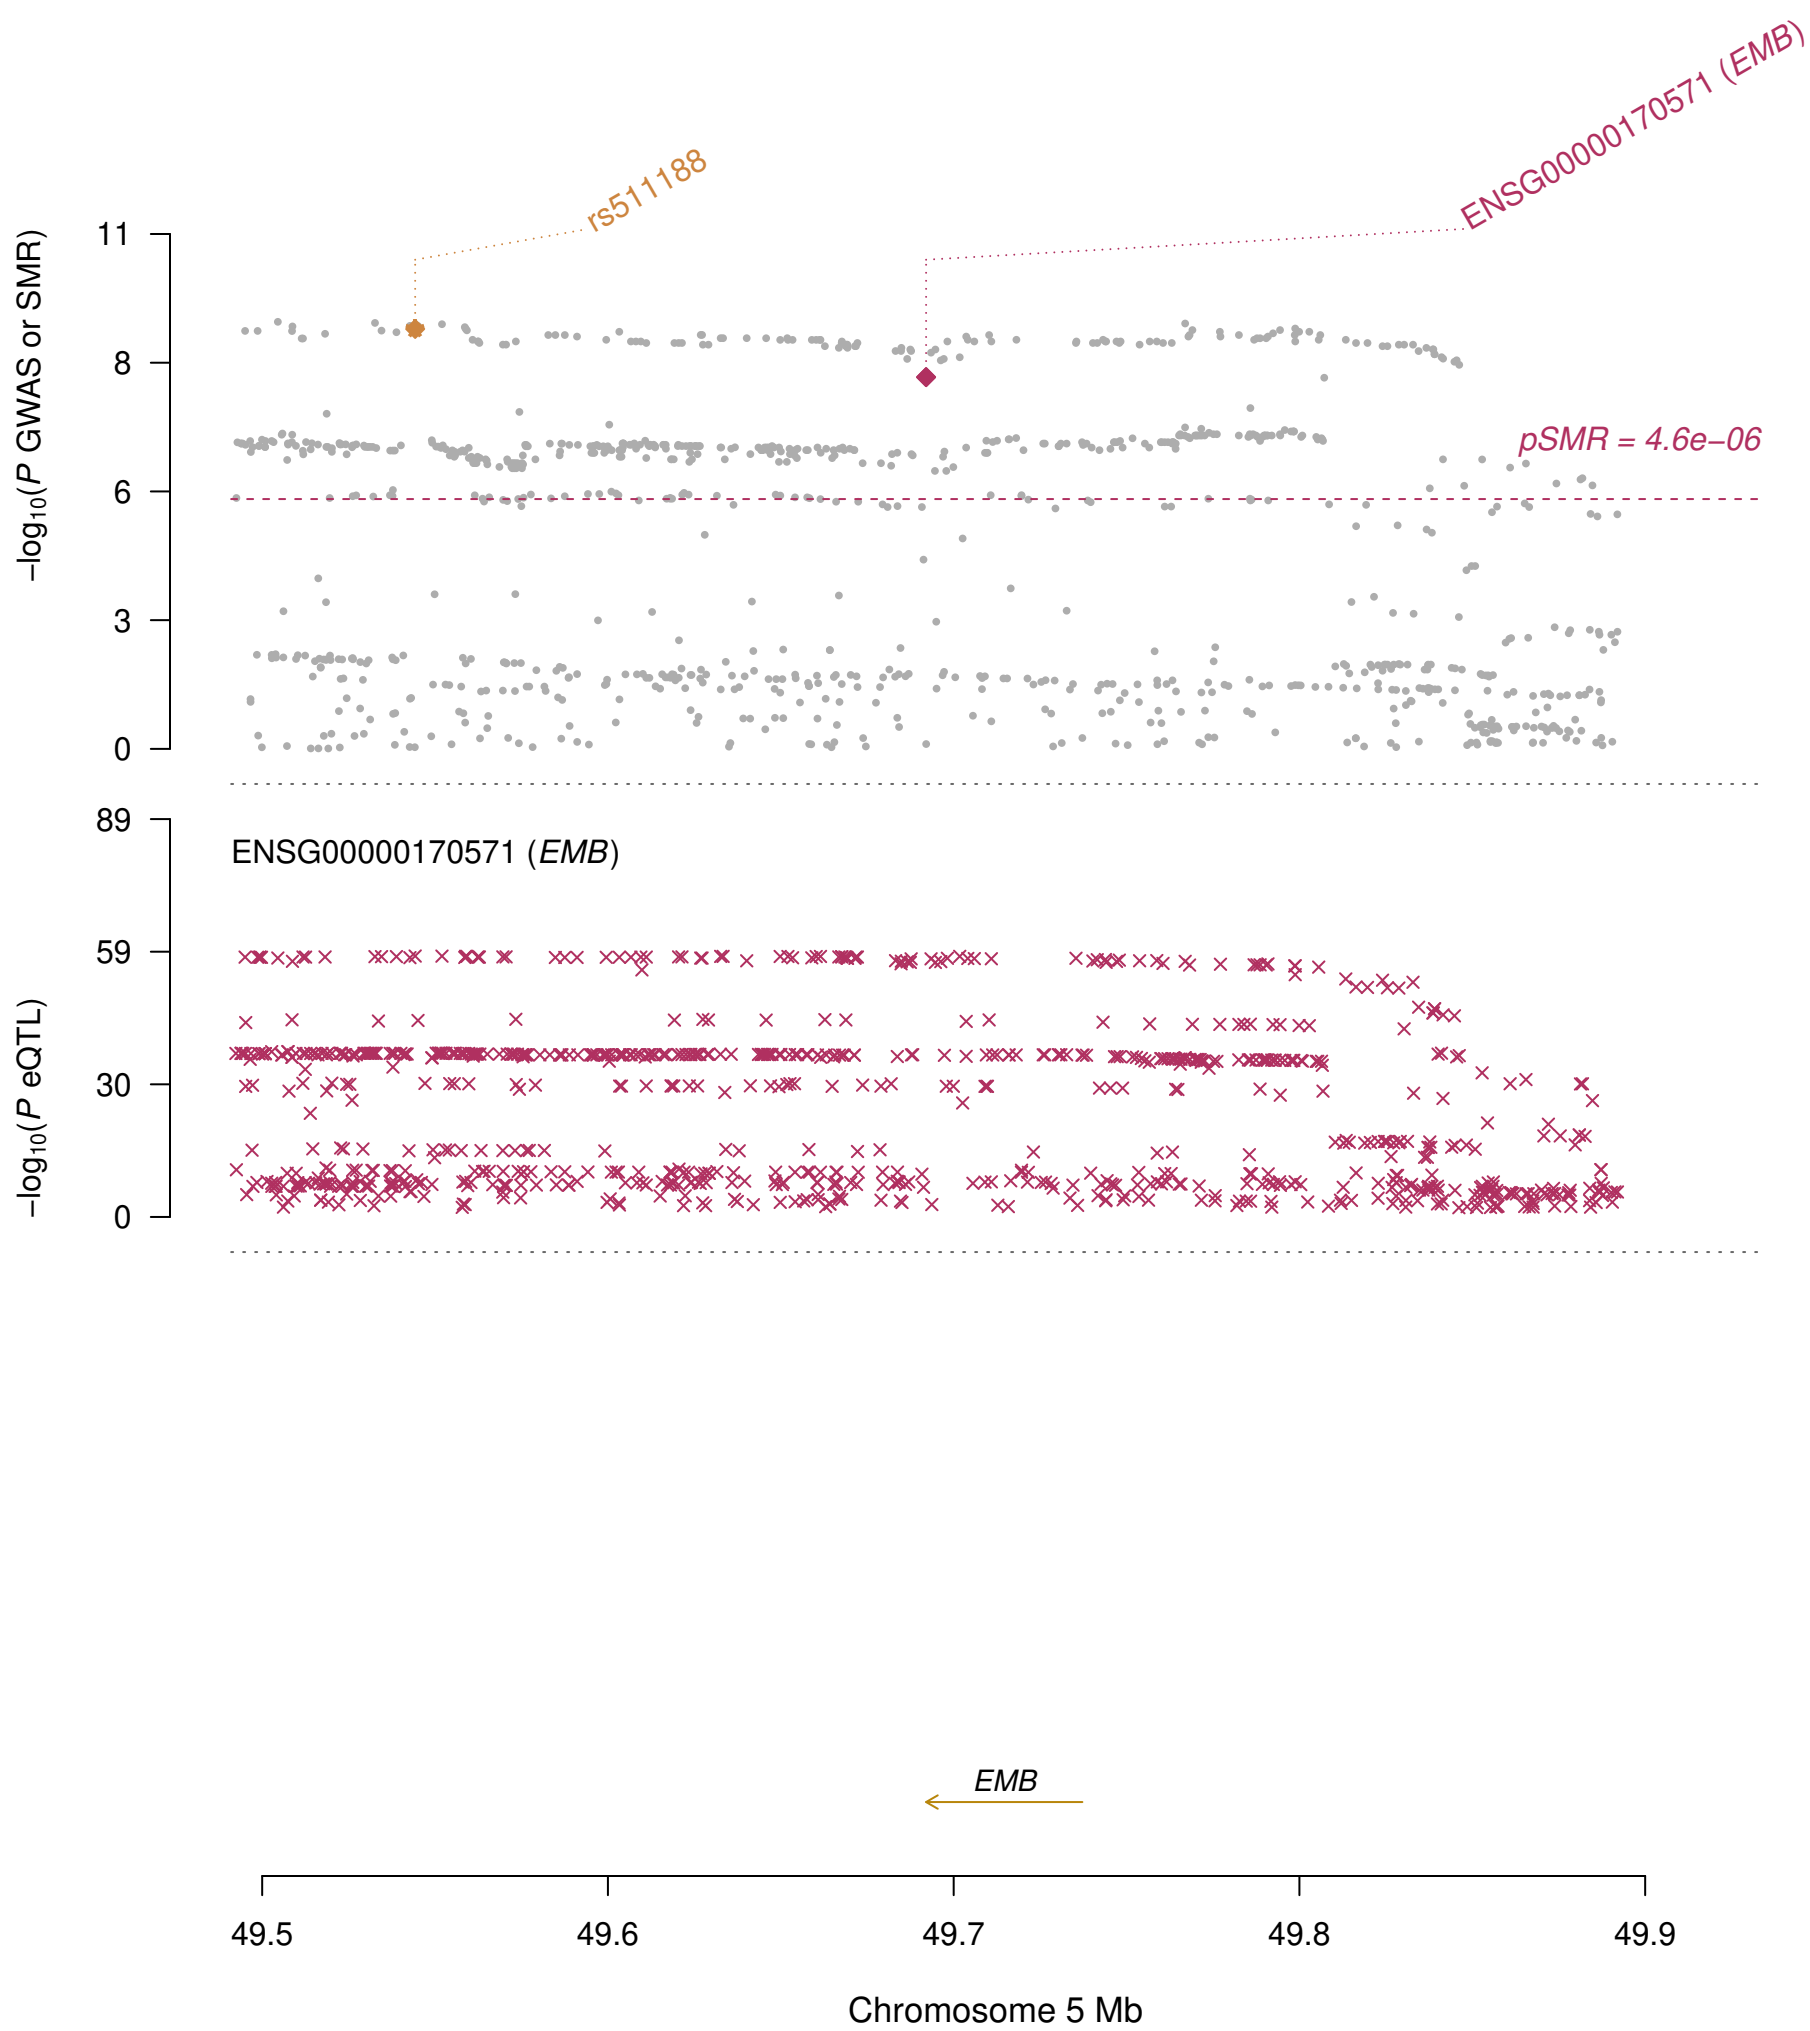 ENSG00000170571 (EMB)
rs511188
11
8
6
3
0
−log10(P GWAS or SMR)
pSMR = 4.6e−06
89
59
30
0
−log10(P eQTL)
ENSG00000170571 (EMB)
EMB
49.5 49.6 49.7 49.8 49.9
Chromosome 5 Mb